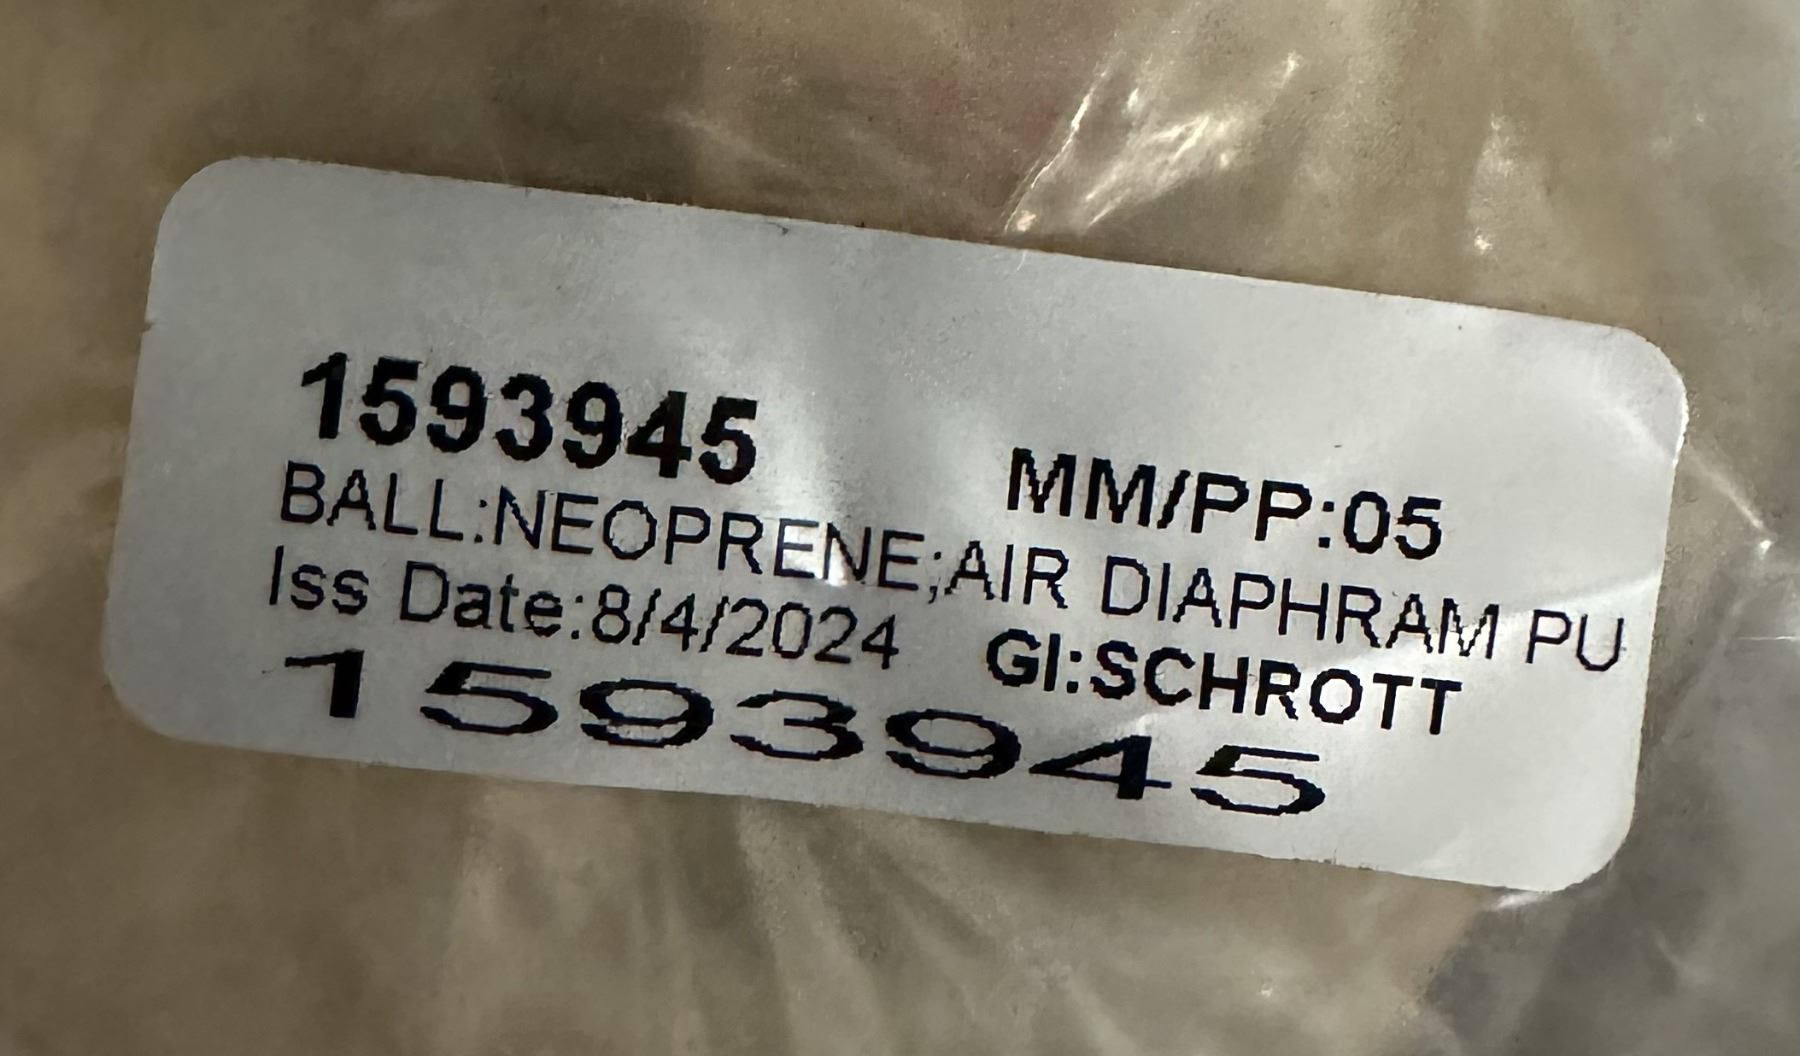 1593945
MM/PP:05
BALL:NEOPRENE;AIR DIAPHRAM PU
Iss Date:8/4/2024 GI:SCHROTT
1593945